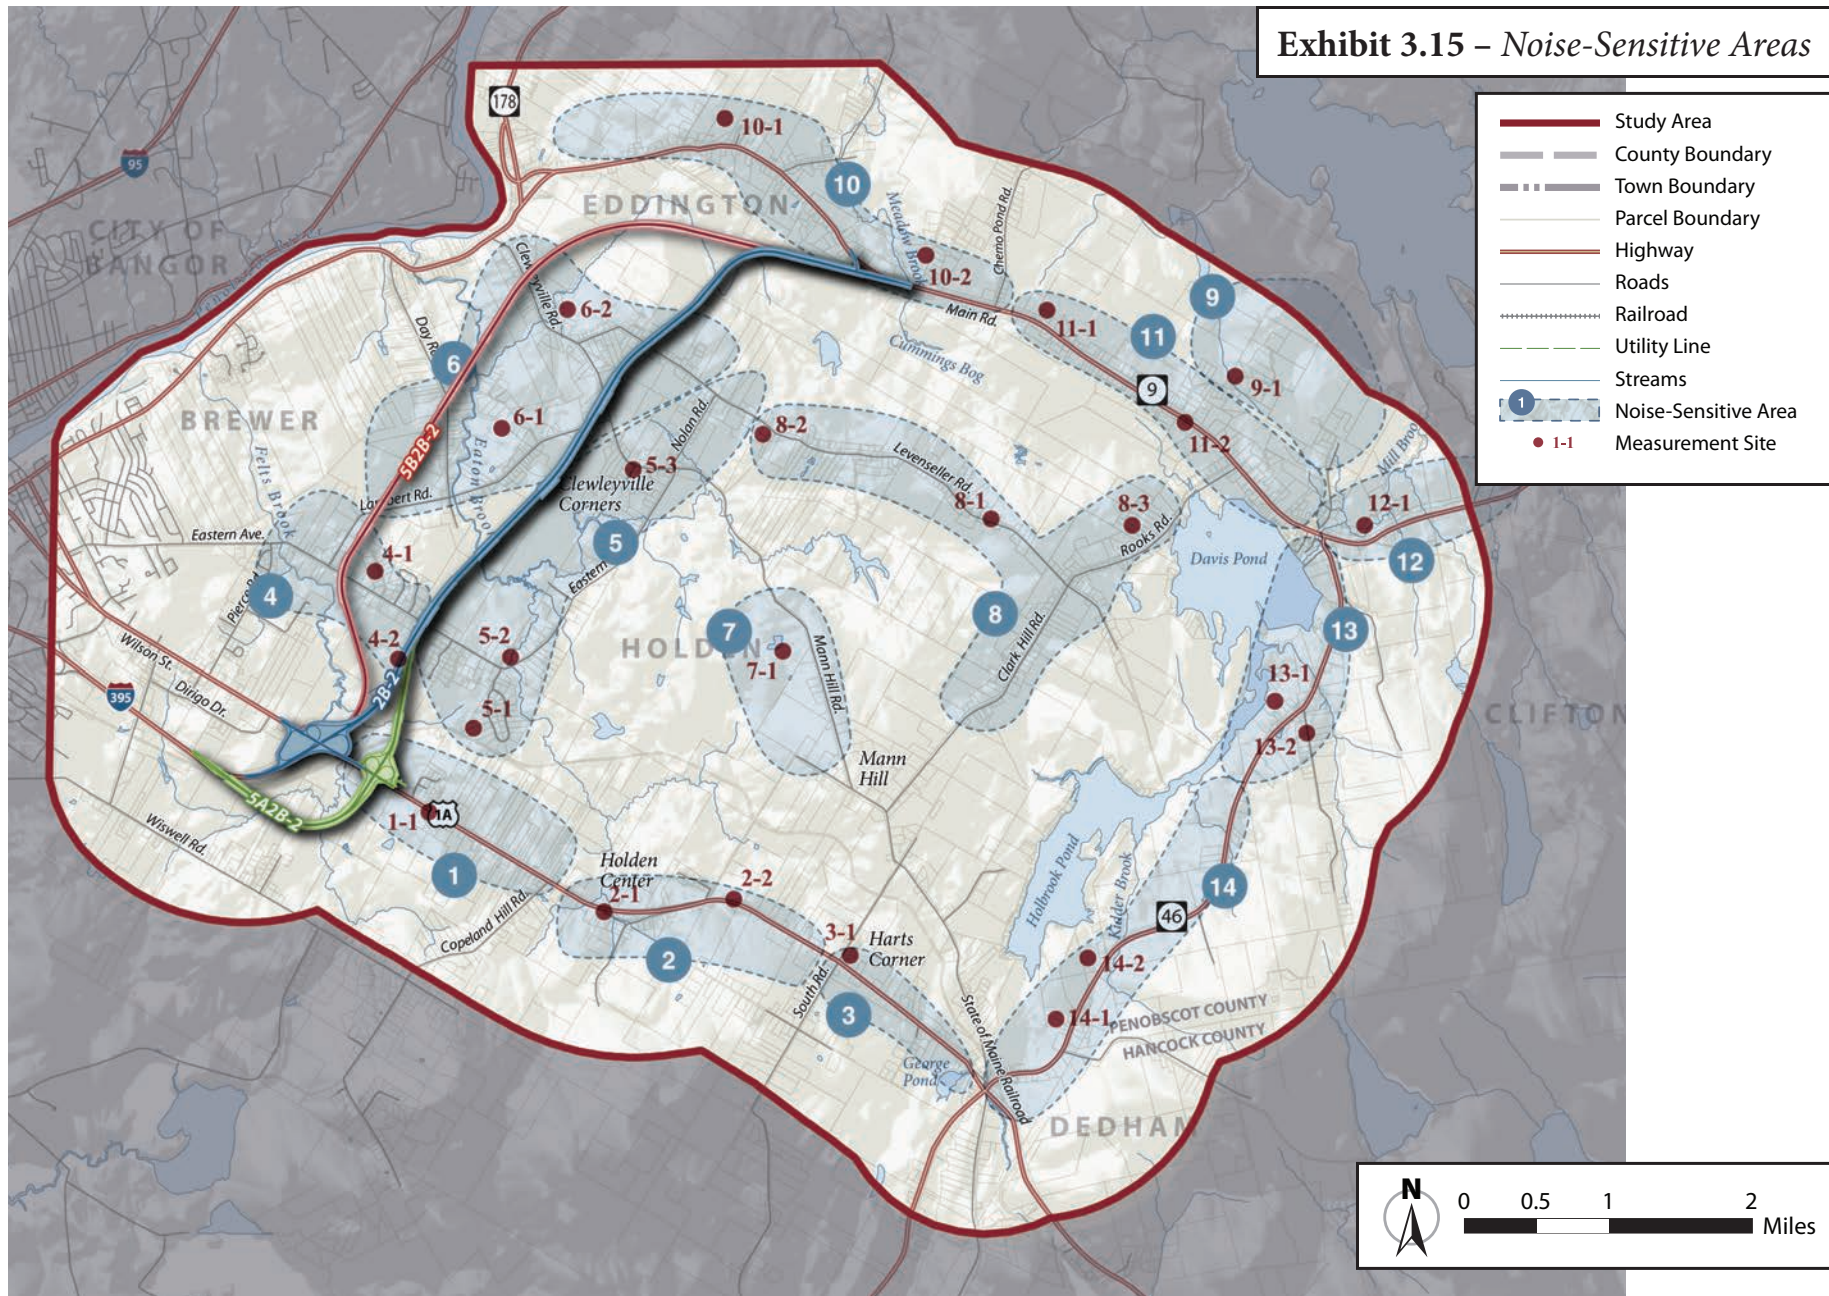 Exhibit 3.15 – Noise-Sensitive Areas
Study Area
County Boundary
Town Boundary
Parcel Boundary
Highway
Roads
Railroad
Utility Line
Streams
1 Noise-Sensitive Area
1-1 Measurement Site
178
95
CITY OF
BANGOR
EDDINGTON
10-1
10
Meadow Broo
Chemo Pond Rd.
10-2
Main Rd.
Clewleyville Rd.
6-2
Day Rd.
6
11-1
11
9
9
9-1
11-2
Cummings Bog
BREWER
Felts Brook
5B2B-2
6-1
Eaton Broo
Nolan Rd.
8-2
Levenseller Rd.
5-3
Clewleyville
Corners
Lambert Rd.
Eastern Ave.
8-1
8-3
Rooks Rd.
Mill Broo
12-1
12
4-1
5
Eastern
Davis Pond
Pierce Rd.
4
7
8
13
HOLDEN
7-1
Mann Hill Rd.
Clark Hill Rd.
4-2
5-2
Wilson St.
Dirigo Dr.
395
2B-2
5-1
13-1
13-2
CLIFTON
Mann
Hill
5A2B-2
Wiswell Rd.
1-1
1A
1
Holden
Center
2-1
2-2
Copeland Hill Rd.
2
3-1
Harts
Corner
South Rd.
3
Holbrook Pond
Kidder Brook
14
46
14-2
14-1
State of Maine Railroad
PENOBSCOT COUNTY
HANCOCK COUNTY
George
Pond
DEDHAM
N
0 0.5 1 2
Miles